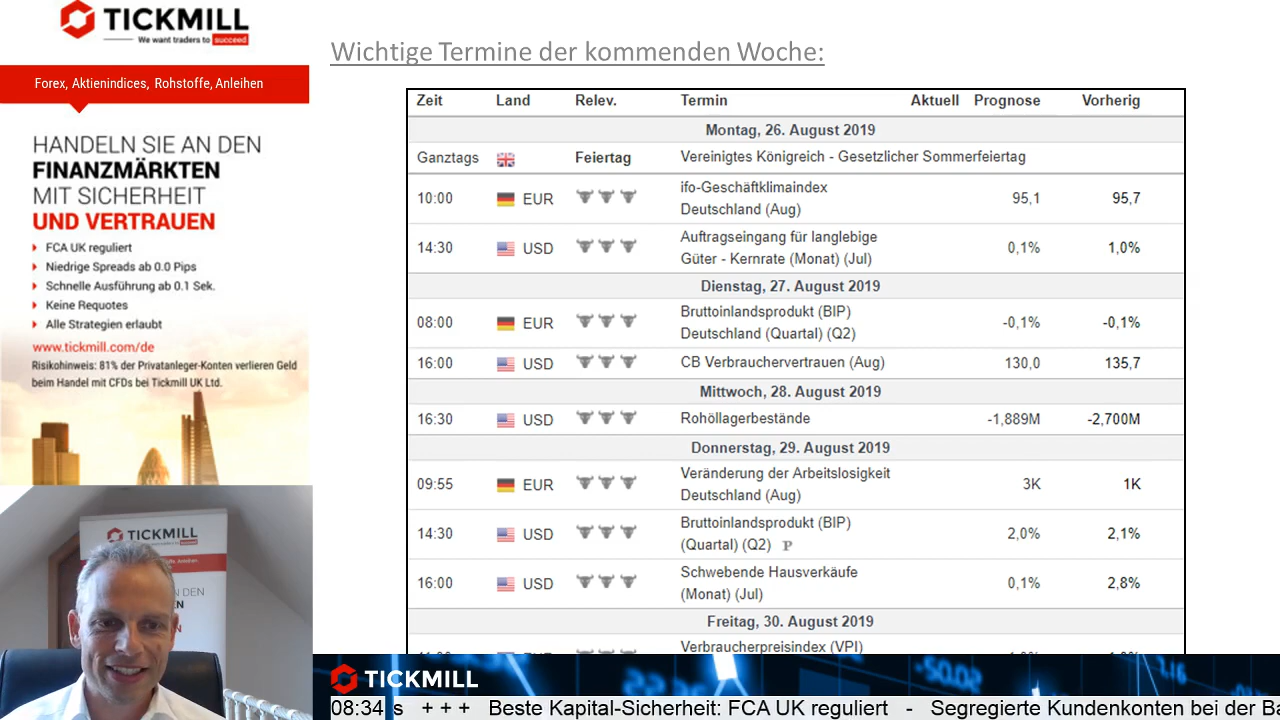 TICKMILL
We want traders to succeed
Forex, Aktienindices, Rohstoffe, Anleihen
HANDELN SIE AN DEN
FINANZMÄRKTEN
MIT SICHERHEIT
UND VERTRAUEN
FCA UK reguliert
Niedrige Spreads ab 0.0 Pips
Schnelle Ausführung ab 0.1 Sek.
Keine Requotes
Alle Strategien erlaubt
www.tickmill.com/de
Risikohinweis: 81% der Privatanleger-Konten verlieren Geld
beim Handel mit CFDs bei Tickmill UK Ltd.
TICKMILL
Wichtige Termine der kommenden Woche:
Zeit Land Relev. Termin Aktuell Prognose Vorherig
Montag, 26. August 2019
Ganztags Feiertag Vereinigtes Königreich - Gesetzlicher Sommerfeiertag
10:00 EUR ifo-Geschäftklimaindex
Deutschland (Aug) 95,1 95,7
14:30 USD Auftragseingang für langlebige
Güter - Kernrate (Monat) (Jul) 0,1% 1,0%
Dienstag, 27. August 2019
08:00 EUR Bruttoinlandsprodukt (BIP)
Deutschland (Quartal) (Q2) -0,1% -0,1%
16:00 USD CB Verbrauchervertrauen (Aug) 130,0 135,7
Mittwoch, 28. August 2019
16:30 USD Rohöllagerbestände -1,889M -2,700M
Donnerstag, 29. August 2019
09:55 EUR Veränderung der Arbeitslosigkeit
Deutschland (Aug) 3K 1K
14:30 USD Bruttoinlandsprodukt (BIP)
(Quartal) (Q2) P 2,0% 2,1%
16:00 USD Schwebende Hausverkäufe
(Monat) (Jul) 0,1% 2,8%
Freitag, 30. August 2019
Verbraucherpreisindex (VPI)
TICKMILL
08:34 s + + + Beste Kapital-Sicherheit: FCA UK reguliert - Segregierte Kundenkonten bei der Ba